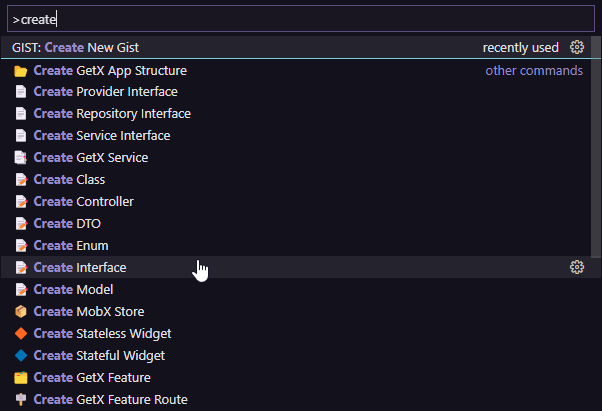 >create
GIST: Create New Gist recently used
Create GetX App Structure other commands
Create Provider Interface
Create Repository Interface
Create Service Interface
Create GetX Service
Create Class
Create Controller
Create DTO
Create Enum
Create Interface
Create Model
Create MobX Store
Create Stateless Widget
Create Stateful Widget
Create GetX Feature
Create GetX Feature Route